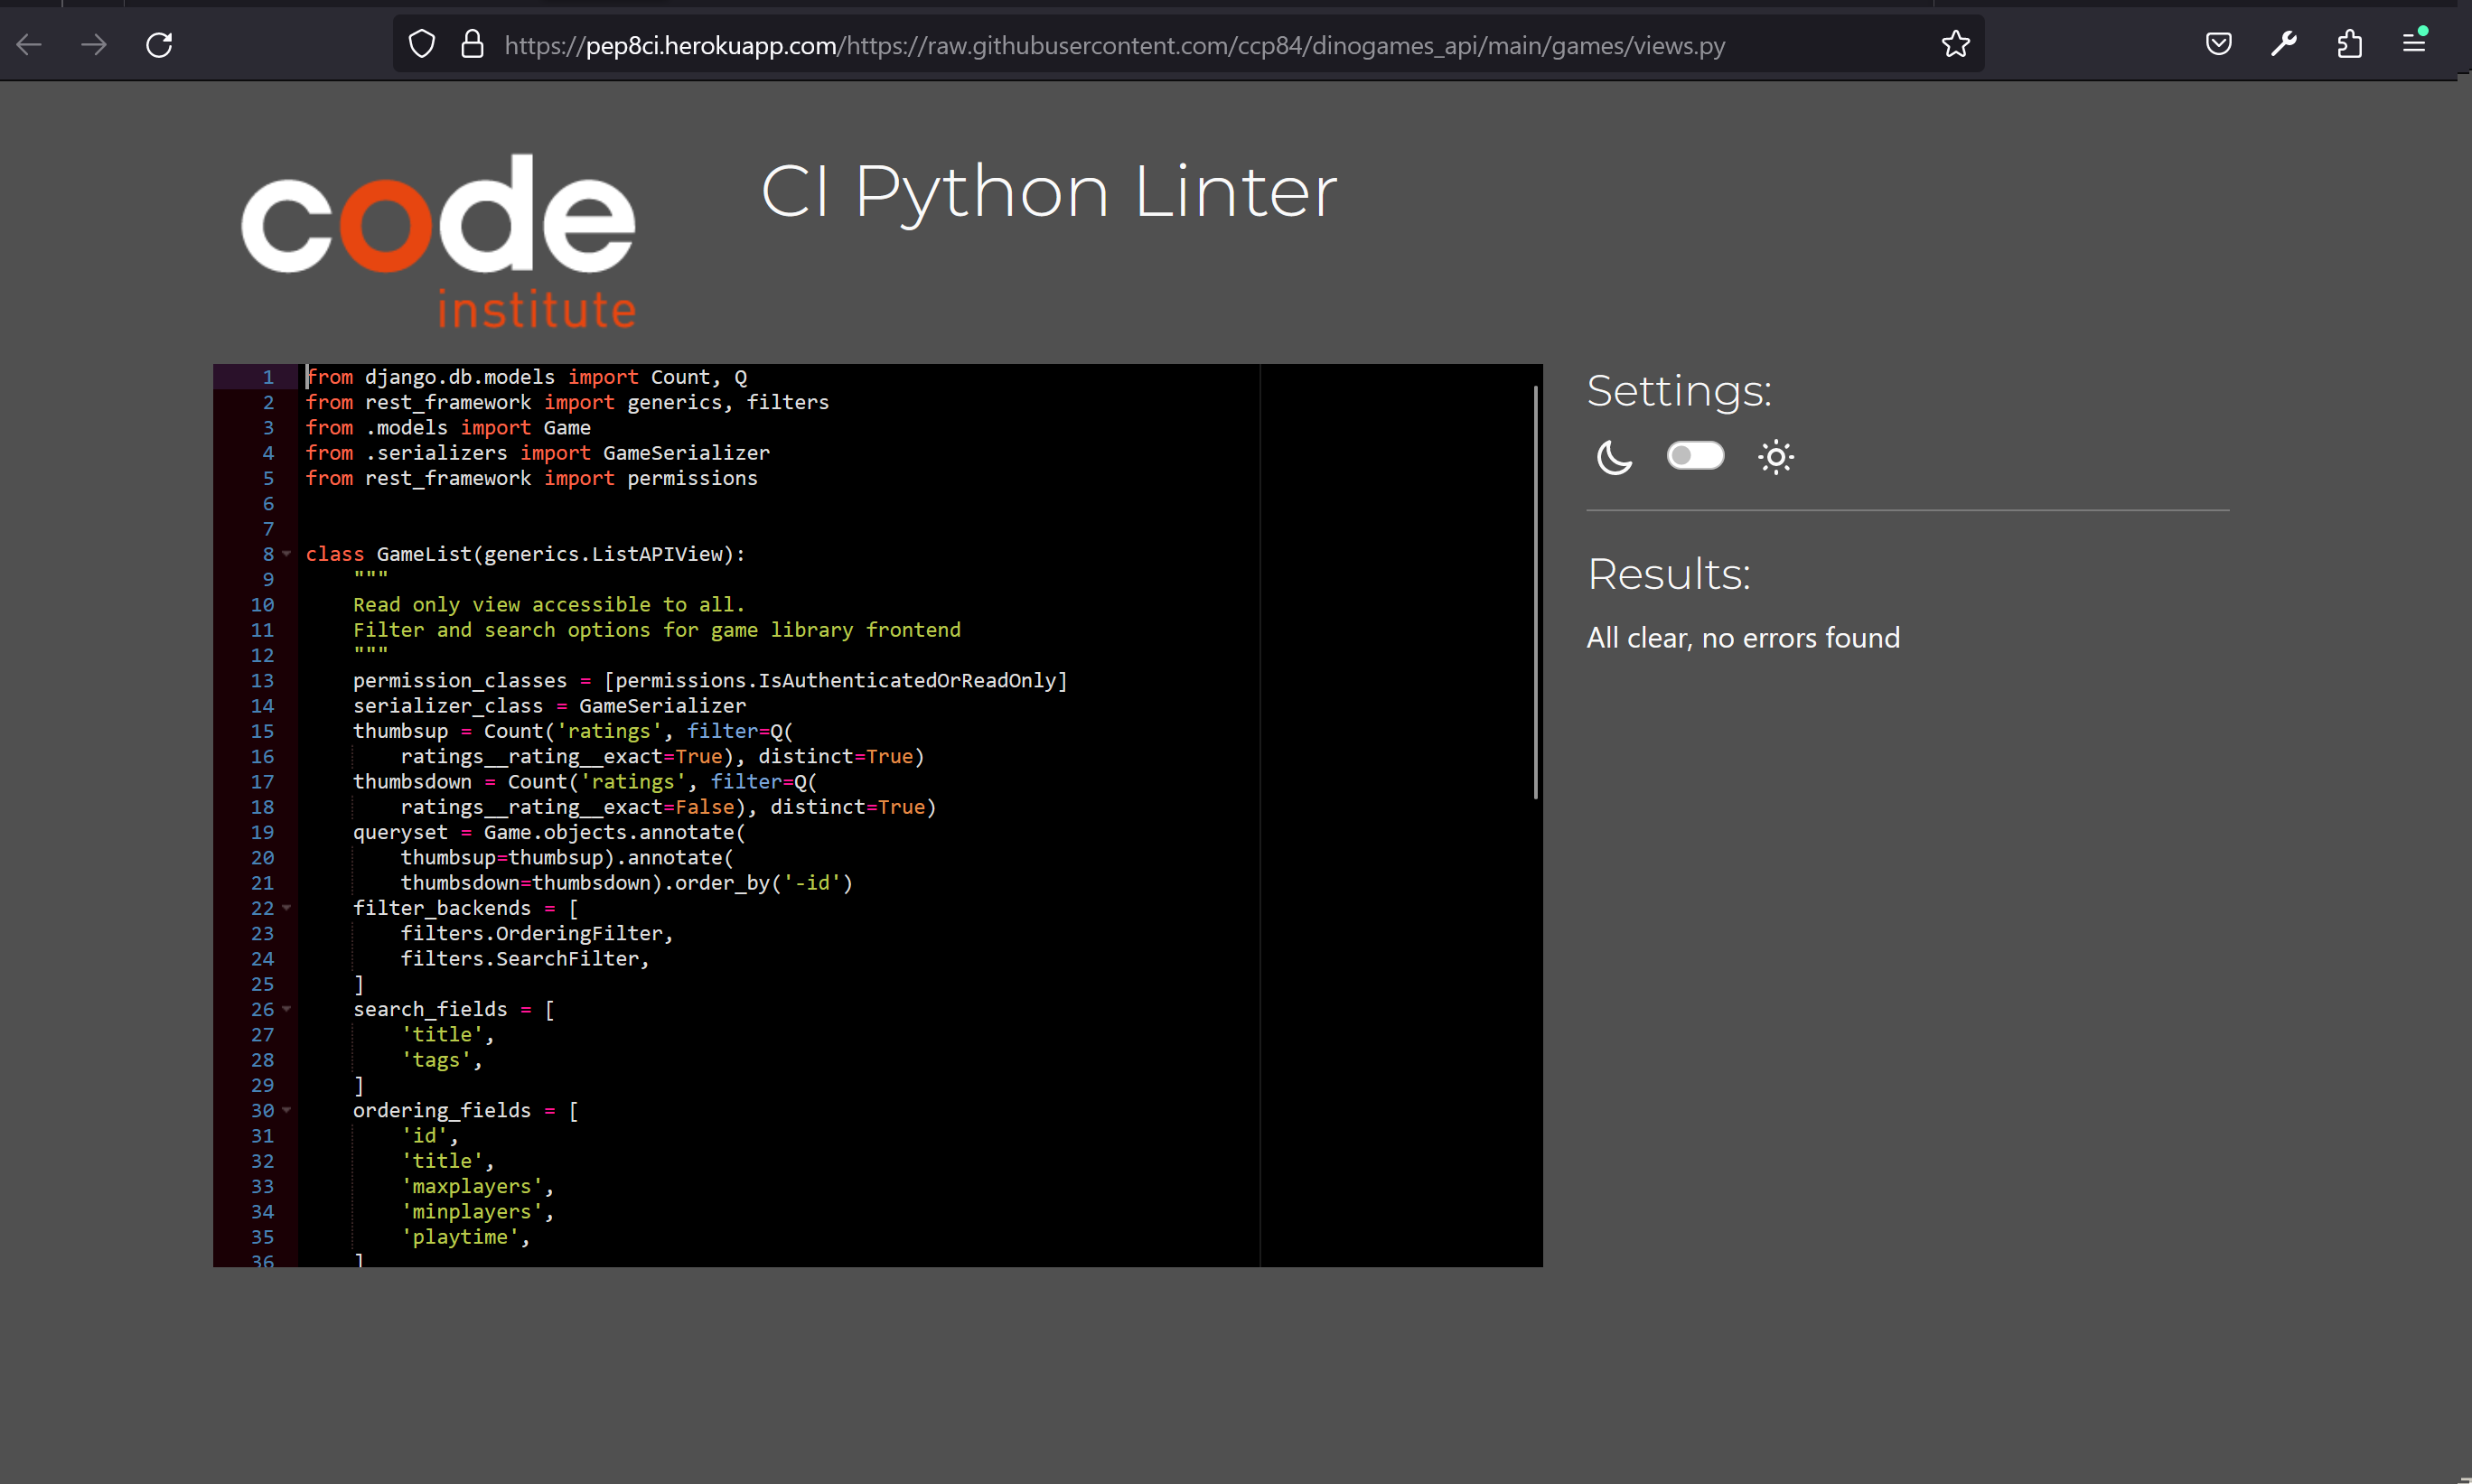 https://pep8ci.herokuapp.com/https://raw.githubusercontent.com/ccp84/dinogames_api/main/games/views.py
code
institute
CI Python Linter
1 from django.db.models import Count, Q
2 from rest_framework import generics, filters
3 from .models import Game
4 from .serializers import GameSerializer
5 from rest_framework import permissions
6
7
8 class GameList(generics.ListAPIView):
9     """
10     Read only view accessible to all.
11     Filter and search options for game library frontend
12     """
13     permission_classes = [permissions.IsAuthenticatedOrReadOnly]
14     serializer_class = GameSerializer
15     thumbsup = Count('ratings', filter=Q(
16         ratings__rating__exact=True), distinct=True)
17     thumbsdown = Count('ratings', filter=Q(
18         ratings__rating__exact=False), distinct=True)
19     queryset = Game.objects.annotate(
20         thumbsup=thumbsup).annotate(
21         thumbsdown=thumbsdown).order_by('-id')
22     filter_backends = [
23         filters.OrderingFilter,
24         filters.SearchFilter,
25     ]
26     search_fields = [
27         'title',
28         'tags',
29     ]
30     ordering_fields = [
31         'id',
32         'title',
33         'maxplayers',
34         'minplayers',
35         'playtime',
36     ]
Settings:
Results:
All clear, no errors found